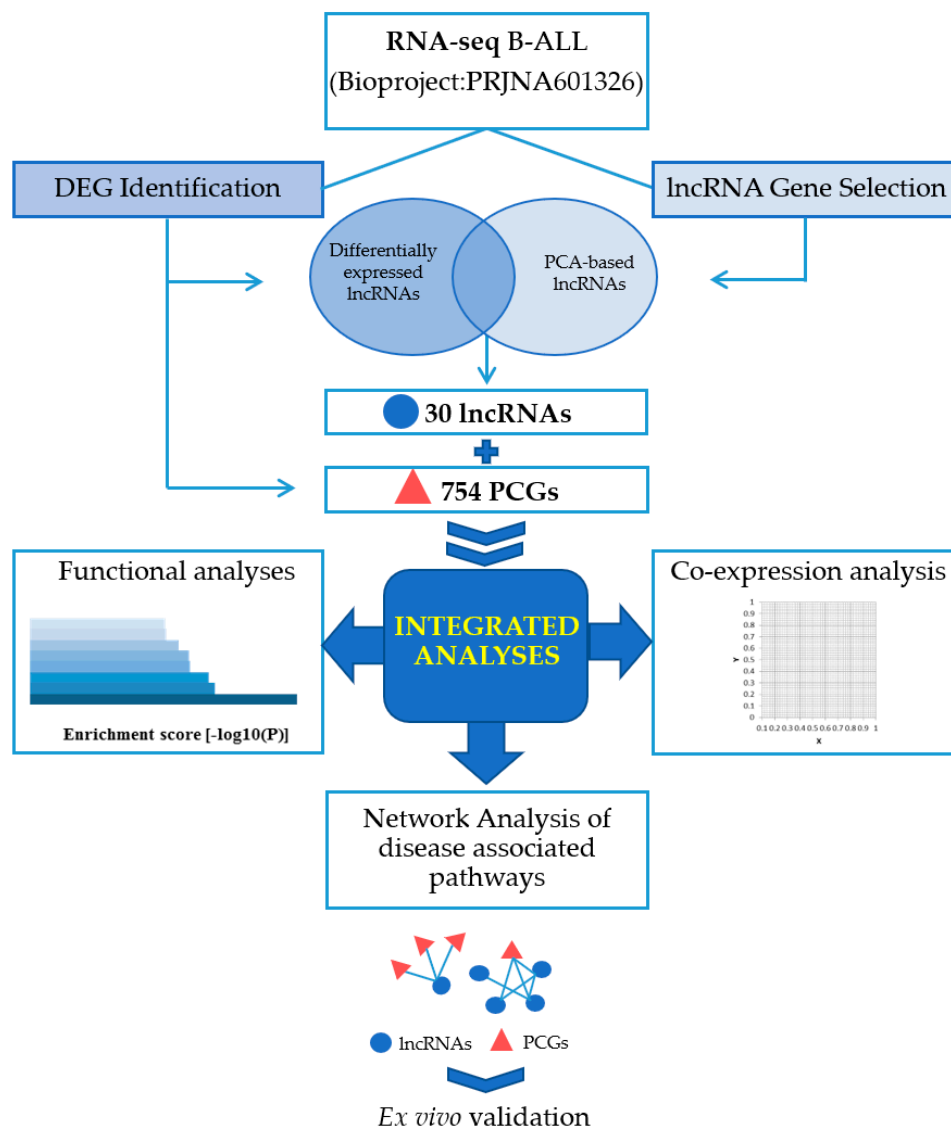 RNA-seq B-ALL
(Bioproject:PRJNA601326)
DEG Identification
lncRNA Gene Selection
Differentially
expressed
lncRNAs
PCA-based
lncRNAs
30 lncRNAs
754 PCGs
Functional analyses
Enrichment score [-log10(P)]
INTEGRATED
ANALYSES
Co-expression analysis
1
0.9
0.8
0.7
0.6
0.5
0.4
0.3
0.2
0.1
0
Y
0.1 0.2 0.3 0.4 0.5 0.6 0.7 0.8 0.9 1
X
Network Analysis of
disease associated
pathways
lncRNAs PCGs
Ex vivo validation